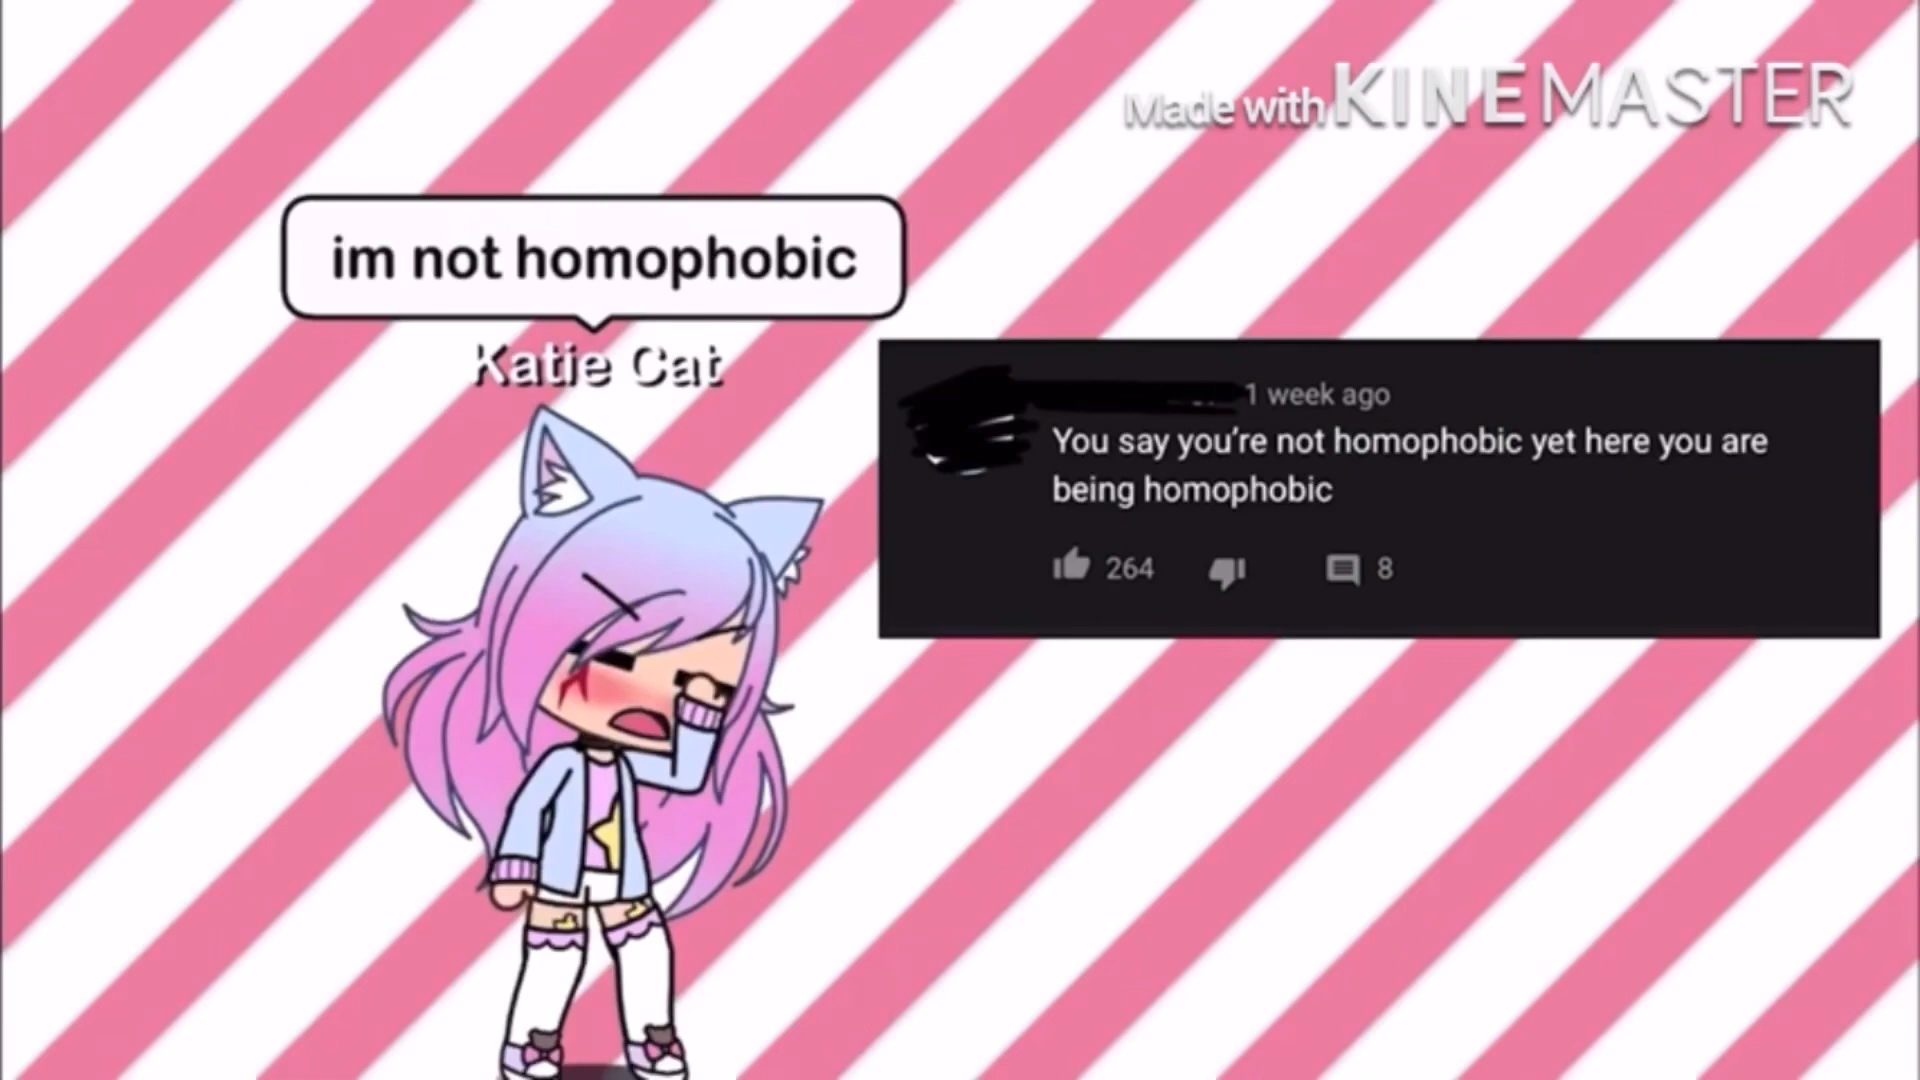 Made with KINEMASTER
im not homophobic
Katie Cat
1 week ago
You say you’re not homophobic yet here you are
being homophobic
264
8